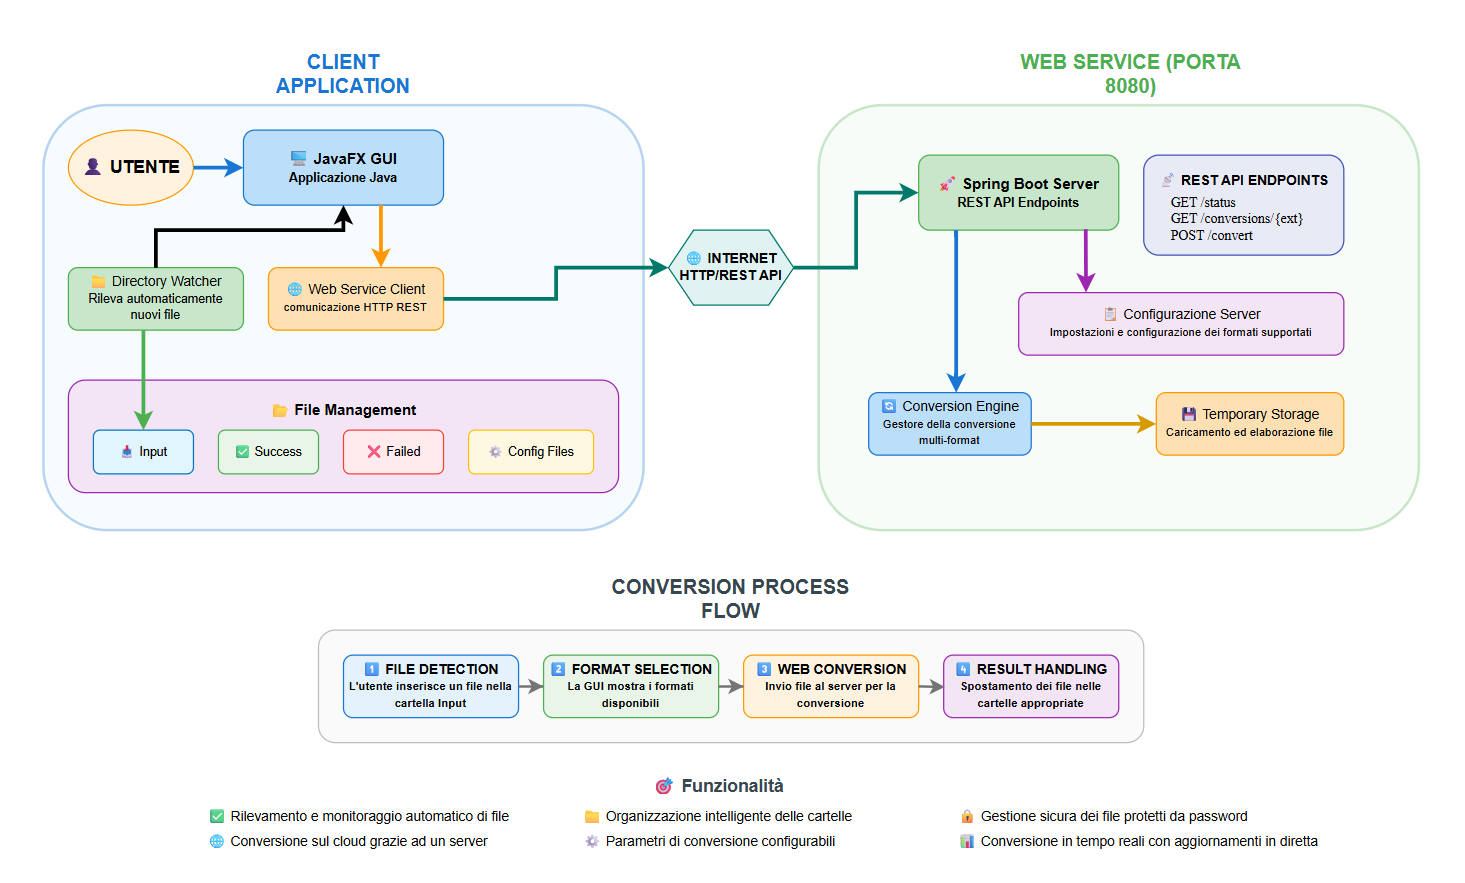 CLIENT
APPLICATION
UTENTE
JavaFX GUI
Applicazione Java
Directory Watcher
Rileva automaticamente
nuovi file
Web Service Client
comunicazione HTTP REST
File Management
Input
Success
Failed
Config Files
INTERNET
HTTP/REST API
WEB SERVICE (PORTA
8080)
Spring Boot Server
REST API Endpoints
REST API ENDPOINTS
GET /status
GET /conversions/{ext}
POST /convert
Configurazione Server
Impostazioni e configurazione dei formati supportati
Conversion Engine
Gestore della conversione
multi-format
Temporary Storage
Caricamento ed elaborazione file
CONVERSION PROCESS
FLOW
1 FILE DETECTION
L'utente inserisce un file nella
cartella Input
2 FORMAT SELECTION
La GUI mostra i formati
disponibili
3 WEB CONVERSION
Invio file al server per la
conversione
4 RESULT HANDLING
Spostamento dei file nelle
cartelle appropriate
Funzionalità
Rilevamento e monitoraggio automatico di file
Organizzazione intelligente delle cartelle
Gestione sicura dei file protetti da password
Conversione sul cloud grazie ad un server
Parametri di conversione configurabili
Conversione in tempo reali con aggiornamenti in diretta